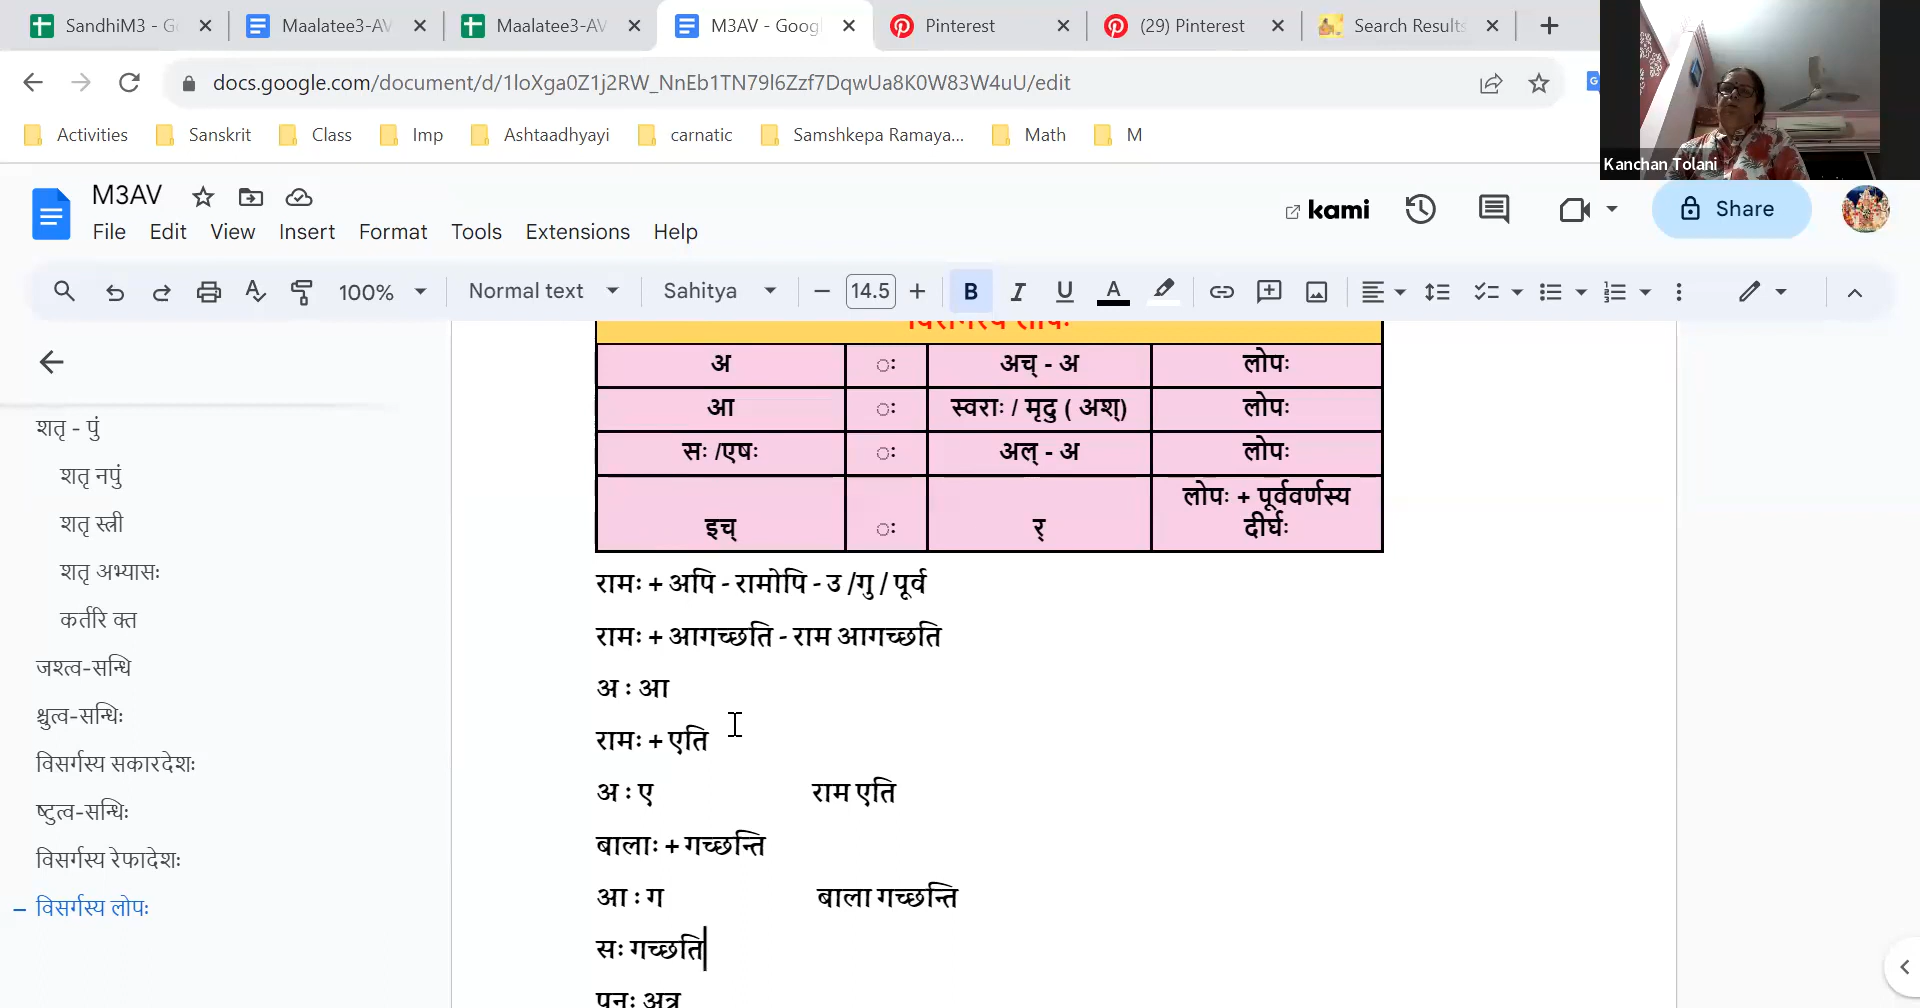 SandhiM3 - G
Maalatee3-AV
Maalatee3-AV
M3AV - Goog
Pinterest
(29) Pinterest
Search Results
docs.google.com/document/d/1loXga0Z1j2RW_NnEb1TN79l6Zzf7DqwUa8K0W83W4uU/edit
Activities Sanskrit Class Imp Ashtaadhyayi carnatic Samshkepa Ramaya... Math M
Kanchan Tolani
M3AV
kami
Share
File Edit View Insert Format Tools Extensions Help
100% Normal text Sahitya 14.5 B I U A
विसर्गस्य लोपः
अ ः अच् - अ लोपः
आ ः स्वराः / मृदु ( अश्) लोपः
सः /एषः ः अल् - अ लोपः
इच् ः र् लोपः + पूर्ववर्णस्य
दीर्घः
शतृ - पुं
शतृ नपुं
शतृ स्त्री
शतृ अभ्यासः
कर्तरि क्त
जश्त्व-सन्धि
श्चुत्व-सन्धिः
विसर्गस्य सकारदेशः
ष्टुत्व-सन्धिः
विसर्गस्य रेफादेशः
विसर्गस्य लोपः
रामः + अपि - रामोपि - उ /गु / पूर्व
रामः + आगच्छति - राम आगच्छति
अ : आ
रामः + एति
अ : ए राम एति
बालाः + गच्छन्ति
आ : ग बाला गच्छन्ति
सः गच्छति
पुनः अत्र